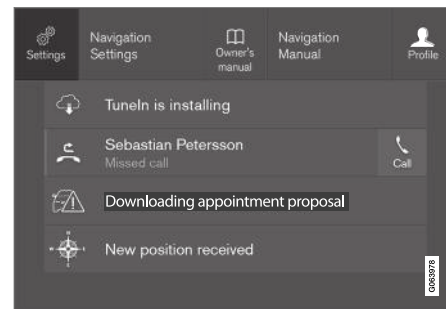 Settings
Navigation
Settings
Owner's
manual
Navigation
Manual
Profile
TuneIn is installing
Sebastian Petersson
Missed call
Call
Downloading appointment proposal
New position received
G063978